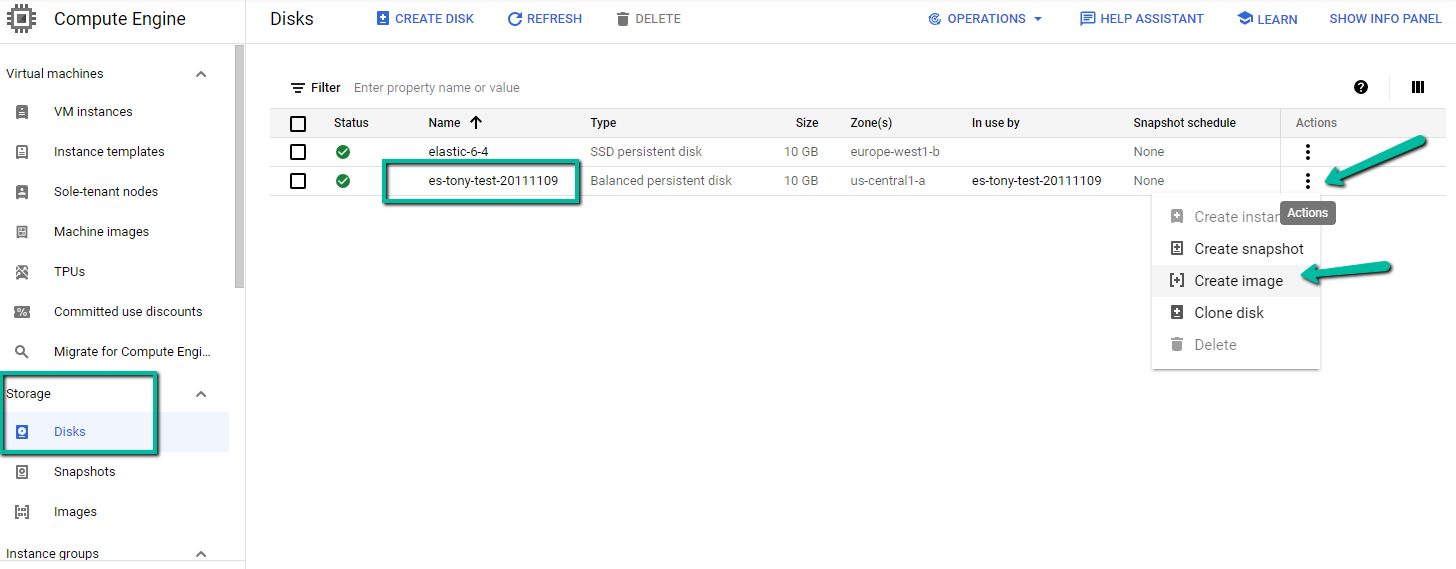 Compute Engine
Disks
CREATE DISK
REFRESH
DELETE
OPERATIONS
HELP ASSISTANT
LEARN
SHOW INFO PANEL
Virtual machines
VM instances
Instance templates
Sole-tenant nodes
Machine images
TPUs
Committed use discounts
Migrate for Compute Engi...
Storage
Disks
Snapshots
Images
Instance groups
Filter Enter property name or value
Status Name Type Size Zone(s) In use by Snapshot schedule Actions
elastic-6-4 SSD persistent disk 10 GB europe-west1-b None
es-tony-test-20111109 Balanced persistent disk 10 GB us-central1-a es-tony-test-20111109 None
Create instan
Actions
Create snapshot
Create image
Clone disk
Delete